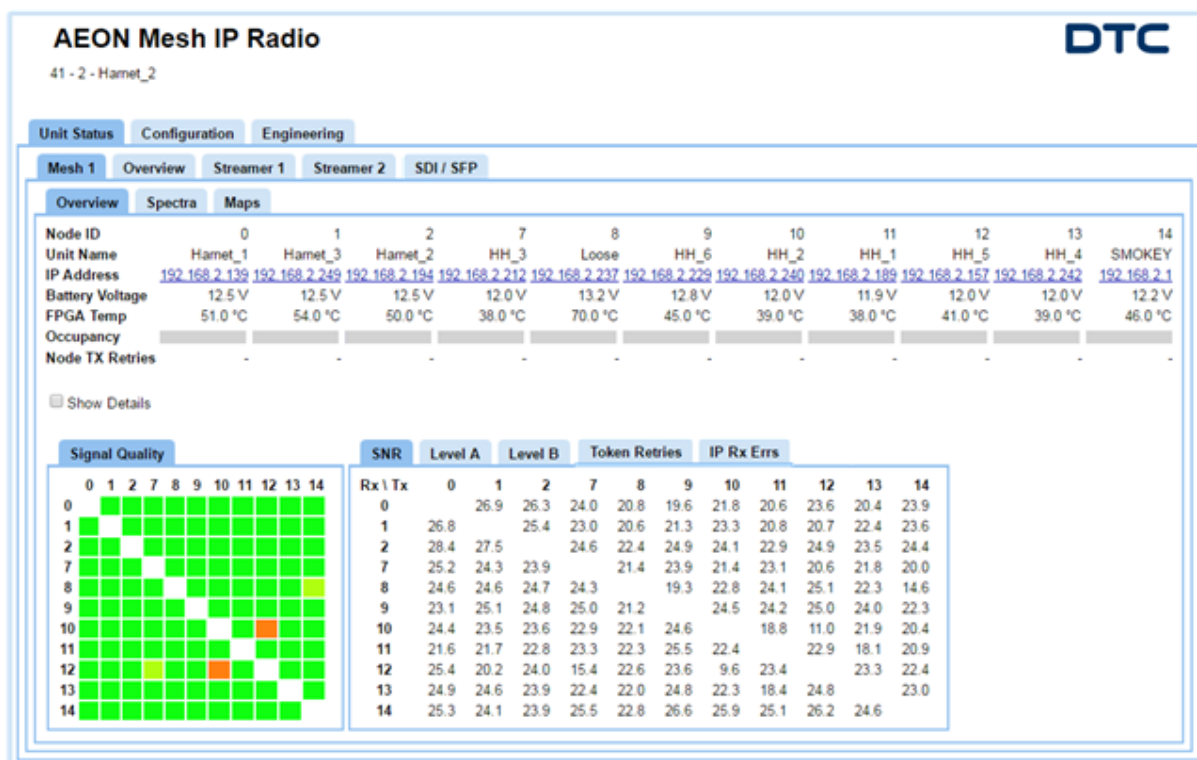 AEON Mesh IP Radio
DTC
41 - 2 - Harnet_2
Unit Status Configuration Engineering
Mesh 1 Overview Streamer 1 Streamer 2 SDI / SFP
Overview Spectra Maps
Node ID 0 1 2 7 8 9 10 11 12 13 14
Unit Name Harnet_1 Harnet_3 Harnet_2 HH_3 Loose HH_6 HH_2 HH_1 HH_5 HH_4 SMOKEY
IP Address 192.168.2.139 192.168.2.249 192.168.2.194 192.168.2.212 192.168.2.237 192.168.2.229 192.168.2.240 192.168.2.189 192.168.2.157 192.168.2.242 192.168.2.1
Battery Voltage 12.5 V 12.5 V 12.5 V 12.0 V 13.2 V 12.8 V 12.0 V 11.9 V 12.0 V 12.0 V 12.2 V
FPGA Temp 51.0 °C 54.0 °C 50.0 °C 38.0 °C 70.0 °C 45.0 °C 39.0 °C 38.0 °C 41.0 °C 39.0 °C 46.0 °C
Occupancy
Node TX Retries - - - - - - - - - - -
Show Details
Signal Quality
0 1 2 7 8 9 10 11 12 13 14
0
1
2
7
8
9
10
11
12
13
14
SNR Level A Level B Token Retries IP Rx Errs
Rx \ Tx 0 1 2 7 8 9 10 11 12 13 14
0 26.9 26.3 24.0 20.8 19.6 21.8 20.6 23.6 20.4 23.9
1 26.8 25.4 23.0 20.6 21.3 23.3 20.8 20.7 22.4 23.6
2 28.4 27.5 24.6 22.4 24.9 24.1 22.9 24.9 23.5 24.4
7 25.2 24.3 23.9 21.4 23.9 21.4 23.1 20.6 21.8 20.0
8 24.6 24.6 24.7 24.3 19.3 22.8 24.1 25.1 22.3 14.6
9 23.1 25.1 24.8 25.0 21.2 24.5 24.2 25.0 24.0 22.3
10 24.4 23.5 23.6 22.9 22.1 24.6 18.8 11.0 21.9 20.4
11 21.6 21.7 22.8 23.3 22.3 25.5 22.4 22.9 18.1 20.9
12 25.4 20.2 24.0 15.4 22.6 23.6 9.6 23.4 23.3 22.4
13 24.9 24.6 23.9 22.4 22.0 24.8 22.3 18.4 24.8 23.0
14 25.3 24.1 23.9 25.5 22.8 26.6 25.9 25.1 26.2 24.6